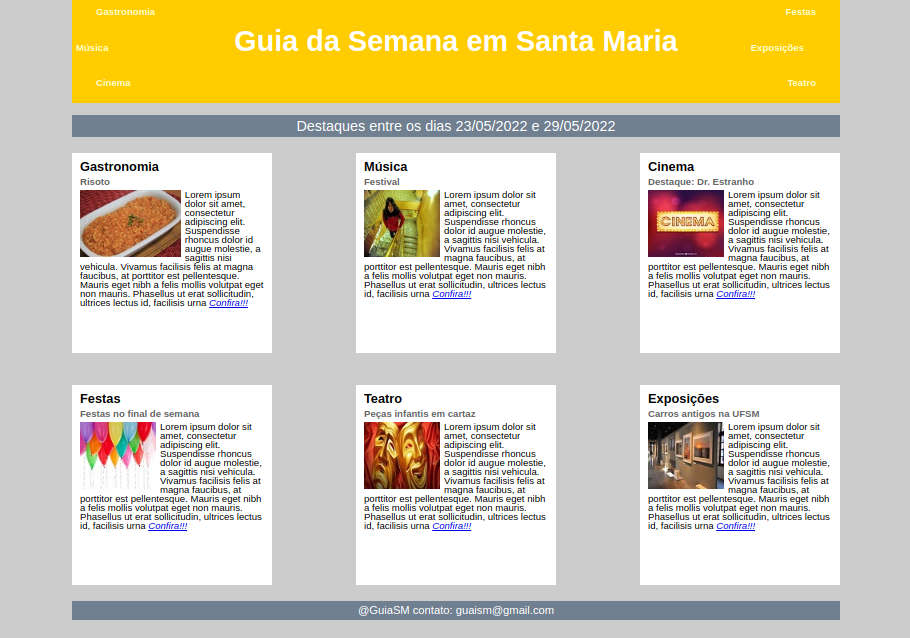 Gastronomia
Festas
Música
Guia da Semana em Santa Maria
Exposições
Cinema
Teatro
Destaques entre os dias 23/05/2022 e 29/05/2022
Gastronomia
Risoto
Lorem ipsum
dolor sit amet,
consectetur
adipiscing elit.
Suspendisse
rhoncus dolor id
augue molestie, a
sagittis nisi
vehicula. Vivamus facilisis felis at magna
faucibus, at porttitor est pellentesque.
Mauris eget nibh a felis mollis volutpat eget
non mauris. Phasellus ut erat sollicitudin,
ultrices lectus id, facilisis urna Confira!!!
Música
Festival
Lorem ipsum dolor sit
amet, consectetur
adipiscing elit.
Suspendisse rhoncus
dolor id augue molestie,
a sagittis nisi vehicula.
Vivamus facilisis felis at
magna faucibus, at
porttitor est pellentesque. Mauris eget nibh
a felis mollis volutpat eget non mauris.
Phasellus ut erat sollicitudin, ultrices lectus
id, facilisis urna Confira!!!
Cinema
Destaque: Dr. Estranho
CINEMA
Lorem ipsum dolor sit
amet, consectetur
adipiscing elit.
Suspendisse rhoncus
dolor id augue molestie,
a sagittis nisi vehicula.
Vivamus facilisis felis at
magna faucibus, at
porttitor est pellentesque. Mauris eget nibh
a felis mollis volutpat eget non mauris.
Phasellus ut erat sollicitudin, ultrices lectus
id, facilisis urna Confira!!!
Festas
Festas no final de semana
Lorem ipsum dolor sit
amet, consectetur
adipiscing elit.
Suspendisse rhoncus
dolor id augue molestie,
a sagittis nisi vehicula.
Vivamus facilisis felis at
magna faucibus, at
porttitor est pellentesque. Mauris eget nibh
a felis mollis volutpat eget non mauris.
Phasellus ut erat sollicitudin, ultrices lectus
id, facilisis urna Confira!!!
Teatro
Peças infantis em cartaz
Lorem ipsum dolor sit
amet, consectetur
adipiscing elit.
Suspendisse rhoncus
dolor id augue molestie,
a sagittis nisi vehicula.
Vivamus facilisis felis at
magna faucibus, at
porttitor est pellentesque. Mauris eget nibh
a felis mollis volutpat eget non mauris.
Phasellus ut erat sollicitudin, ultrices lectus
id, facilisis urna Confira!!!
Exposições
Carros antigos na UFSM
Lorem ipsum dolor sit
amet, consectetur
adipiscing elit.
Suspendisse rhoncus
dolor id augue molestie,
a sagittis nisi vehicula.
Vivamus facilisis felis at
magna faucibus, at
porttitor est pellentesque. Mauris eget nibh
a felis mollis volutpat eget non mauris.
Phasellus ut erat sollicitudin, ultrices lectus
id, facilisis urna Confira!!!
@GuiaSM contato: guaism@gmail.com